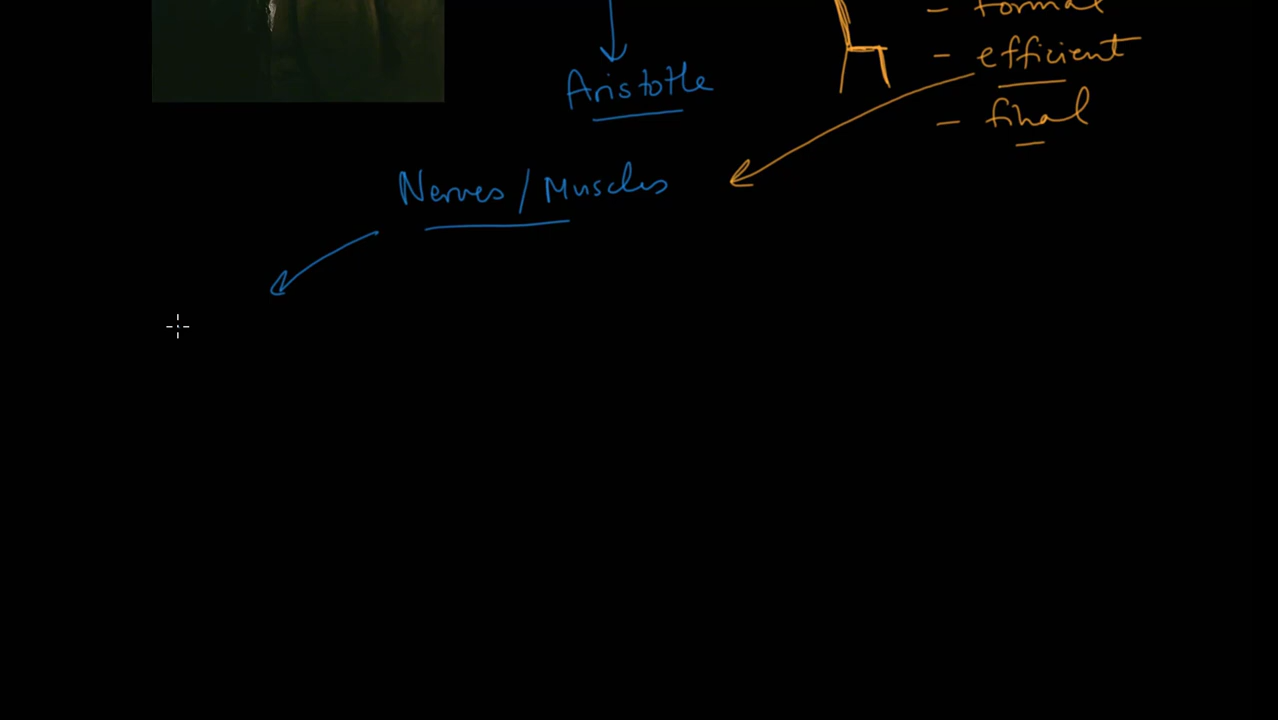 - formal
- efficient
Aristotle
- final
Nerves / Muscles